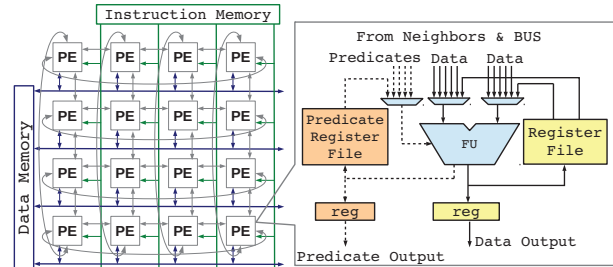 Instruction Memory
Data Memory
PE PE PE PE
PE PE PE PE
PE PE PE PE
PE PE PE PE
From Neighbors & BUS
Predicates Data Data
Predicate
Register
File
FU
Register
File
reg
reg
Data Output
Predicate Output